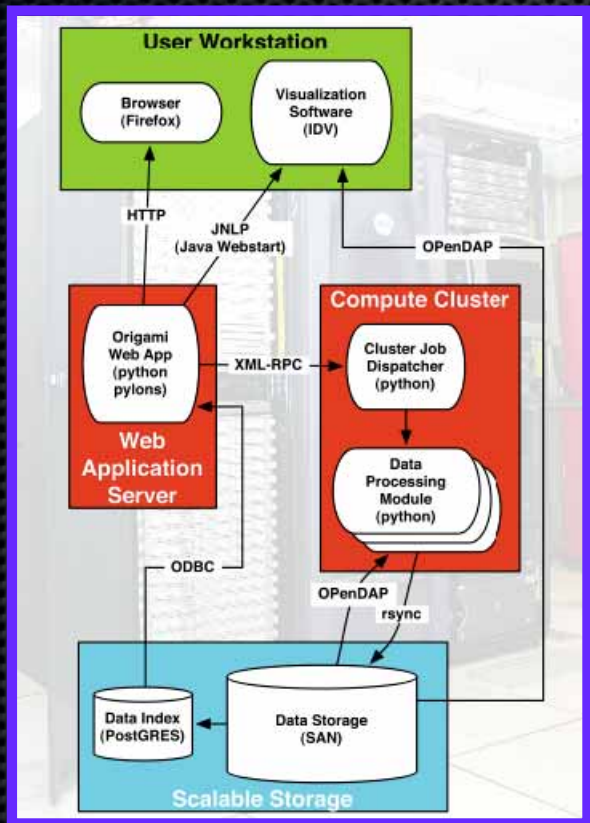 User Workstation
Browser
(Firefox)
Visualization
Software
(IDV)
HTTP
JNLP
(Java Webstart)
OPenDAP
Origami
Web App
(python
pylons)
Web
Application
Server
XML-RPC
Compute Cluster
Cluster Job
Dispatcher
(python)
Data
Processing
Module
(python)
ODBC
OPenDAP
rsync
Data Index
(PostGRES)
Data Storage
(SAN)
Scalable Storage